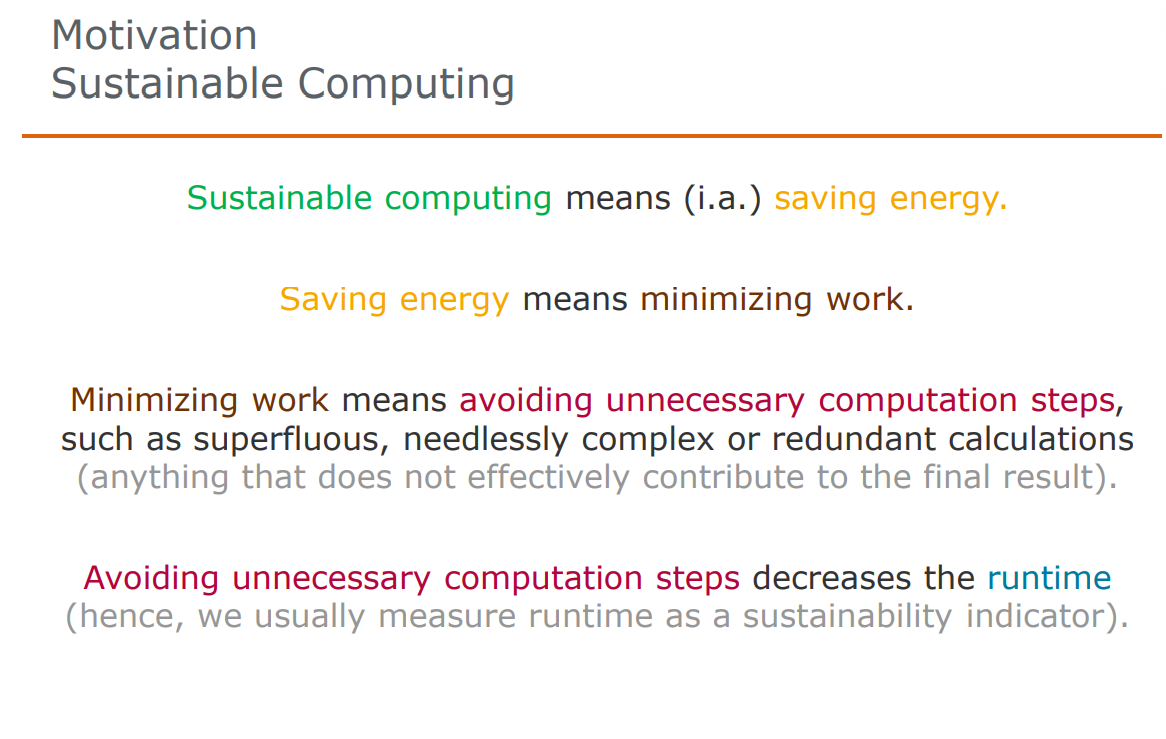 Motivation
Sustainable Computing
Sustainable computing means (i.a.) saving energy.
Saving energy means minimizing work.
Minimizing work means avoiding unnecessary computation steps,
such as superfluous, needlessly complex or redundant calculations
(anything that does not effectively contribute to the final result).
Avoiding unnecessary computation steps decreases the runtime
(hence, we usually measure runtime as a sustainability indicator).